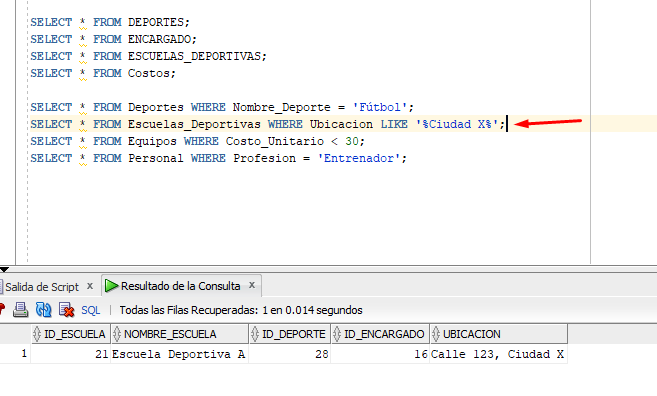 SELECT * FROM DEPORTES;
SELECT * FROM ENCARGADO;
SELECT * FROM ESCUELAS_DEPORTIVAS;
SELECT * FROM Costos;
SELECT * FROM Deportes WHERE Nombre_Deporte = 'Fútbol';
SELECT * FROM Escuelas_Deportivas WHERE Ubicacion LIKE '%Ciudad X%';
SELECT * FROM Equipos WHERE Costo_Unitario < 30;
SELECT * FROM Personal WHERE Profesion = 'Entrenador';
Salida de Script x Resultado de la Consulta x
SQL | Todas las Filas Recuperadas: 1 en 0.014 segundos
ID_ESCUELA NOMBRE_ESCUELA ID_DEPORTE ID_ENCARGADO UBICACION
1 21 Escuela Deportiva A 28 16 Calle 123, Ciudad X